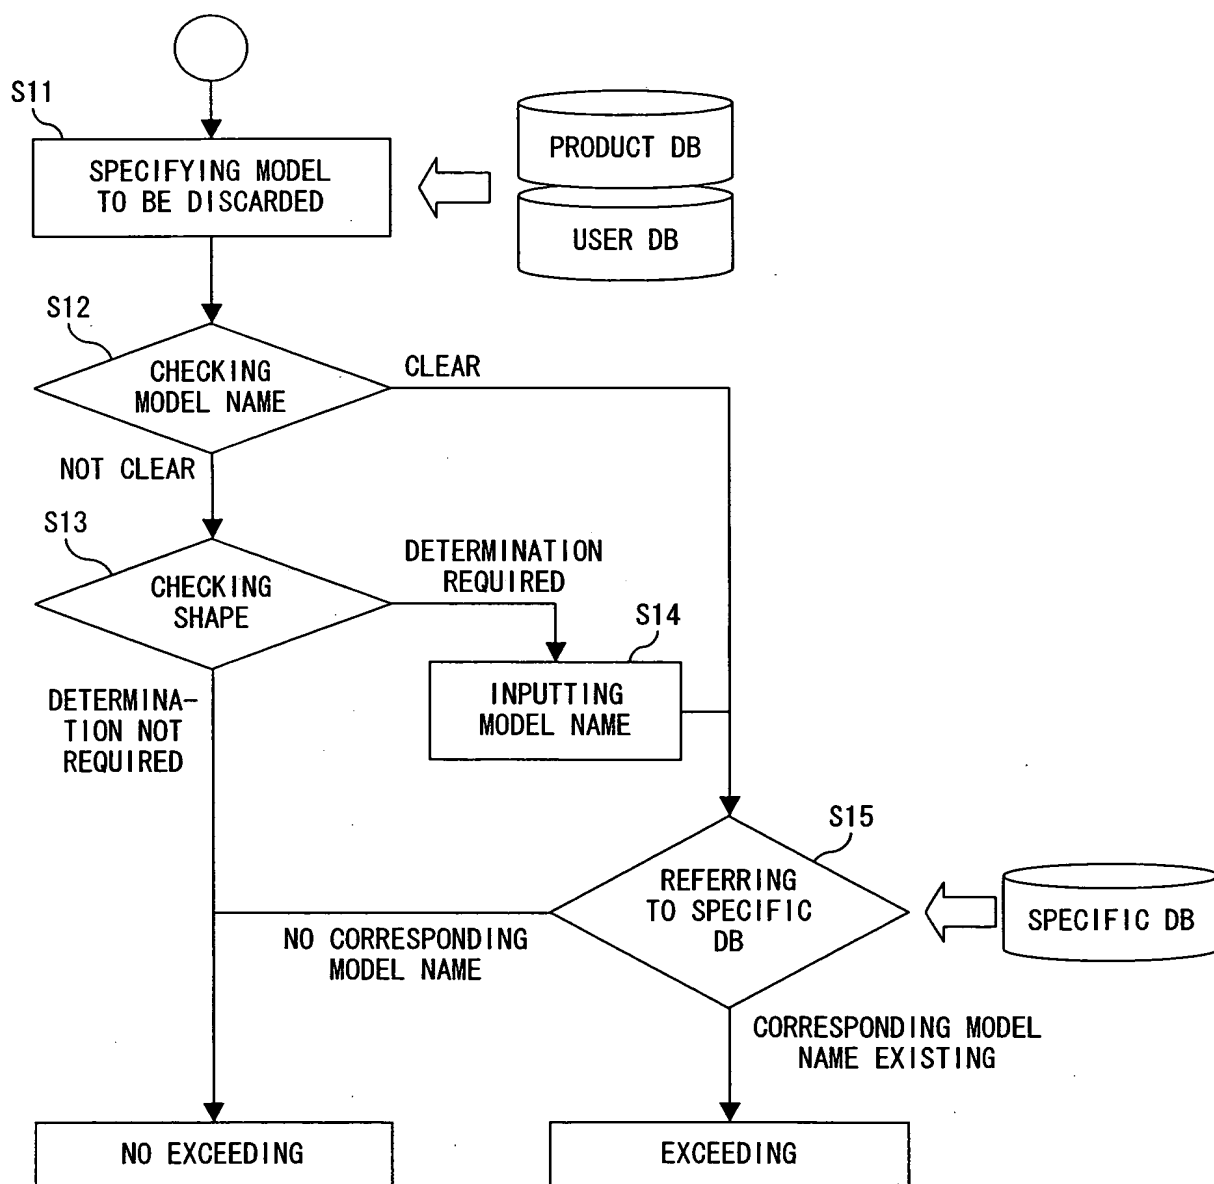 S11
SPECIFYING MODEL
TO BE DISCARDED
PRODUCT DB
USER DB
S12
CHECKING
MODEL NAME
CLEAR
NOT CLEAR
S13
CHECKING
SHAPE
DETERMINATION
REQUIRED
S14
INPUTTING
MODEL NAME
DETERMINA-
TION NOT
REQUIRED
S15
REFERRING
TO SPECIFIC
DB
SPECIFIC DB
NO CORRESPONDING
MODEL NAME
CORRESPONDING MODEL
NAME EXISTING
NO EXCEEDING
EXCEEDING